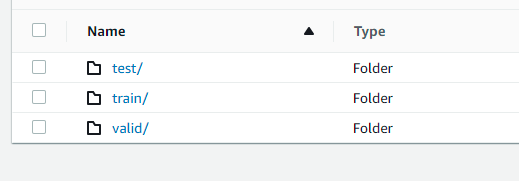 Name Type
test/ Folder
train/ Folder
valid/ Folder